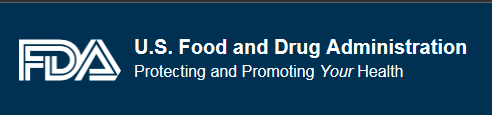 FDA
U.S. Food and Drug Administration
Protecting and Promoting Your Health